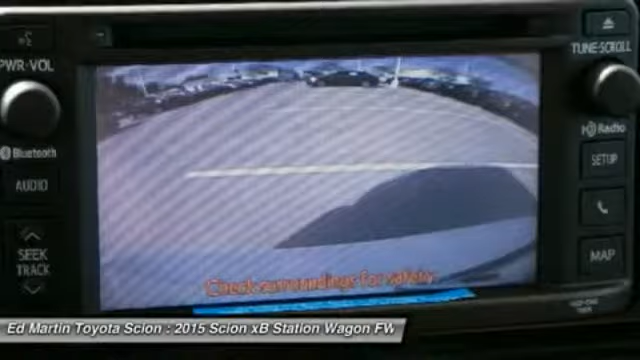 PWR·VOL
TUNE·SCROLL
Bluetooth
HD Radio
AUDIO
SETUP
SEEK
TRACK
MAP
Check surroundings for safety
Ed Martin Toyota Scion : 2015 Scion xB Station Wagon FW